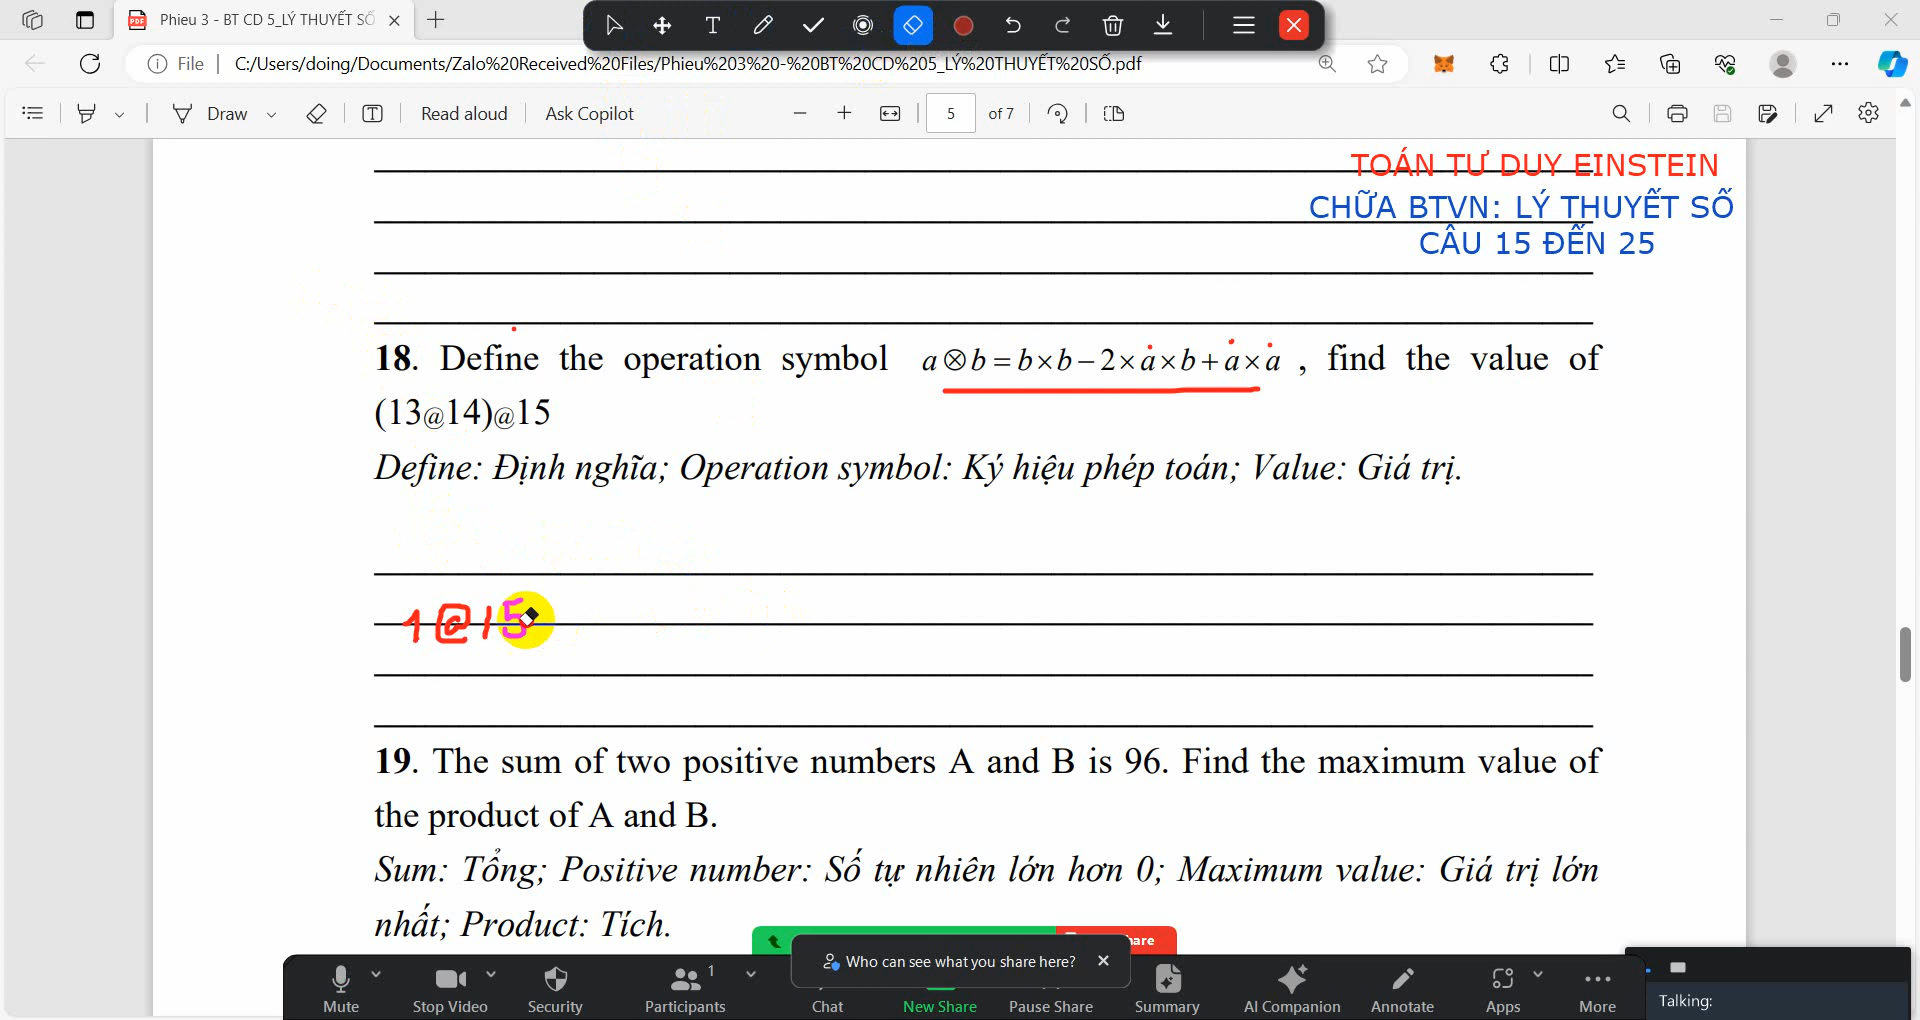 Phieu 3 - BT CD 5_LÝ THUYẾT SỐ
File
C:/Users/doing/Documents/Zalo%20Received%20Files/Phieu%203%20-%20BT%20CD%205_LÝ%20THUYẾT%20SỐ.pdf
Draw
Read aloud
Ask Copilot
5
of 7
TOÁN TƯ DUY EINSTEIN
CHỮA BTVN: LÝ THUYẾT SỐ
CÂU 15 ĐẾN 25
18. Define the operation symbol a⊗b=b×b−2×a×b+a×a , find the value of
(13@14)@15
Define: Định nghĩa; Operation symbol: Ký hiệu phép toán; Value: Giá trị.
1@15
19. The sum of two positive numbers A and B is 96. Find the maximum value of
the product of A and B.
Sum: Tổng; Positive number: Số tự nhiên lớn hơn 0; Maximum value: Giá trị lớn
nhất; Product: Tích.
Who can see what you share here?
Mute
Stop Video
Security
Participants
1
Chat
New Share
Pause Share
Summary
AI Companion
Annotate
Apps
More
Talking: